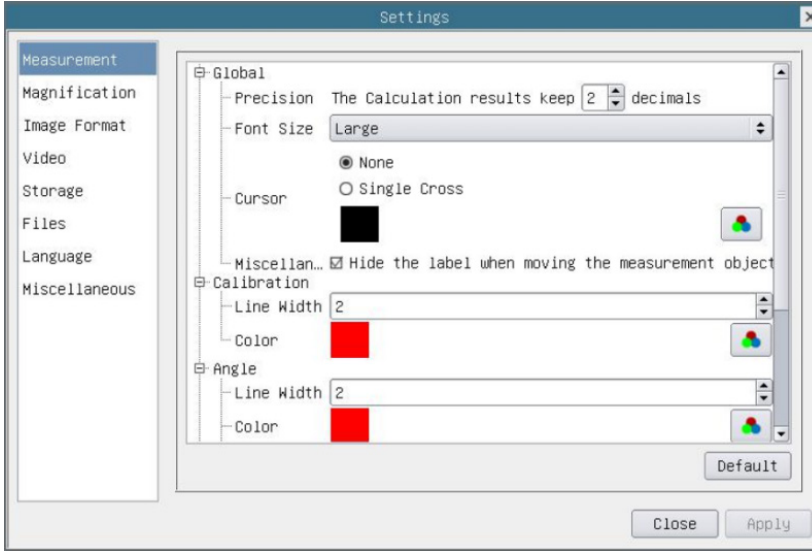 Settings
Measurement
Magnification
Image Format
Video
Storage
Files
Language
Miscellaneous
Global
Precision The Calculation results keep 2 decimals
Font Size Large
None
Single Cross
Cursor
Miscellan... Hide the label when moving the measurement object
Calibration
Line Width 2
Color
Angle
Line Width 2
Color
Default
Close Apply